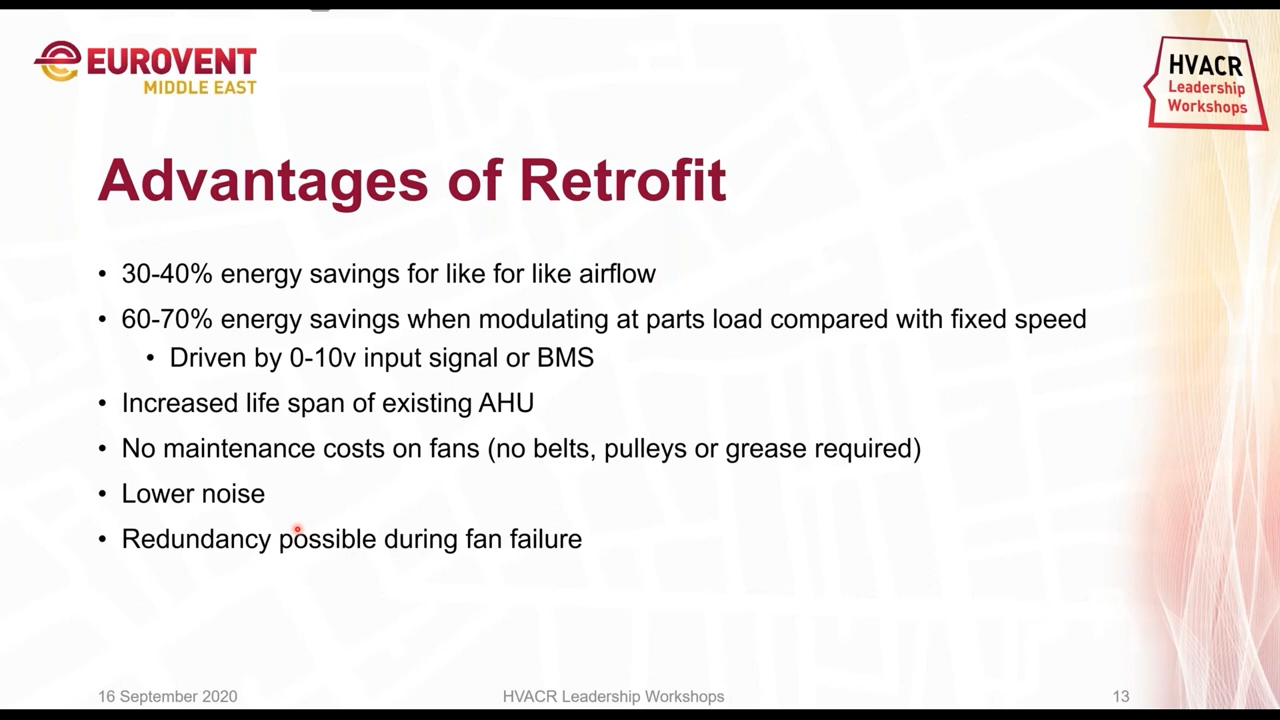 EUROVENT
MIDDLE EAST
HVACR
Leadership
Workshops
Advantages of Retrofit
• 30-40% energy savings for like for like airflow
• 60-70% energy savings when modulating at parts load compared with fixed speed
• Driven by 0-10v input signal or BMS
• Increased life span of existing AHU
• No maintenance costs on fans (no belts, pulleys or grease required)
• Lower noise
• Redundancy possible during fan failure
16 September 2020
HVACR Leadership Workshops
13